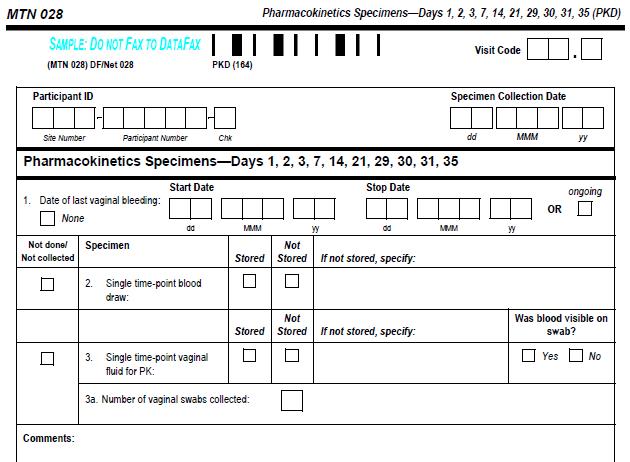 MTN 028 Pharmacokinetics Specimens—Days 1, 2, 3, 7, 14, 21, 29, 30, 31, 35 (PKD)
SAMPLE: DO NOT FAX TO DATAFAX
Visit Code .
(MTN 028) DF/Net 028 PKD (164)
Participant ID Specimen Collection Date
- -
Site Number Participant Number Chk dd MMM yy
Pharmacokinetics Specimens—Days 1, 2, 3, 7, 14, 21, 29, 30, 31, 35
Start Date Stop Date ongoing
1. Date of last vaginal bleeding: OR
None
dd MMM yy dd MMM yy
Not done/ Specimen Not
Not collected Stored Stored If not stored, specify:
2. Single time-point blood
draw:
Not Was blood visible on
Stored Stored If not stored, specify: swab?
3. Single time-point vaginal Yes No
fluid for PK:
3a. Number of vaginal swabs collected:
Comments: